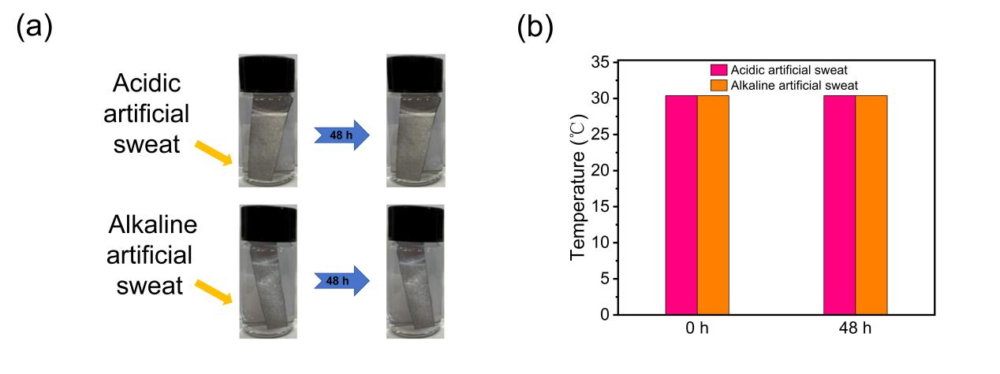 (a)
Acidic
artificial
sweat
48 h
Alkaline
artificial
sweat
48 h
(b)
Temperature (℃)
35
30
25
20
15
10
5
0
Acidic artificial sweat
Alkaline artificial sweat
0 h
48 h